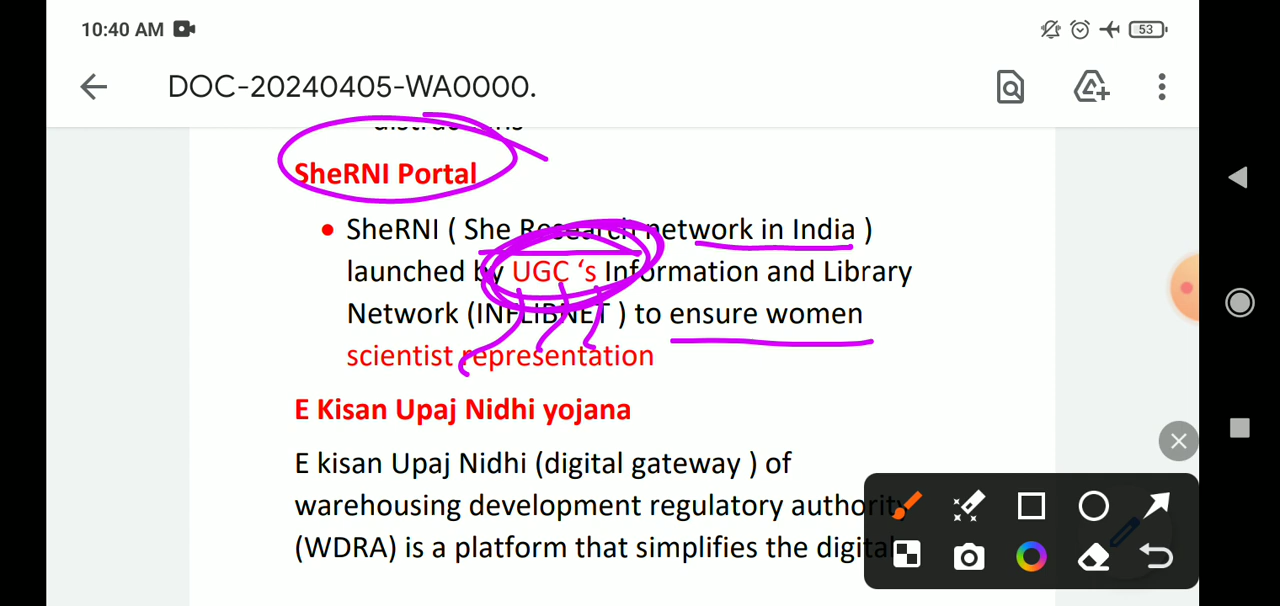 10:40 AM 53
DOC-20240405-WA0000.
distractions
SheRNI Portal
SheRNI ( She Research network in India )
launched by UGC ‘s Information and Library
Network (INFLIBNET ) to ensure women
scientist representation
E Kisan Upaj Nidhi yojana
E kisan Upaj Nidhi (digital gateway ) of
warehousing development regulatory authority
(WDRA) is a platform that simplifies the digital